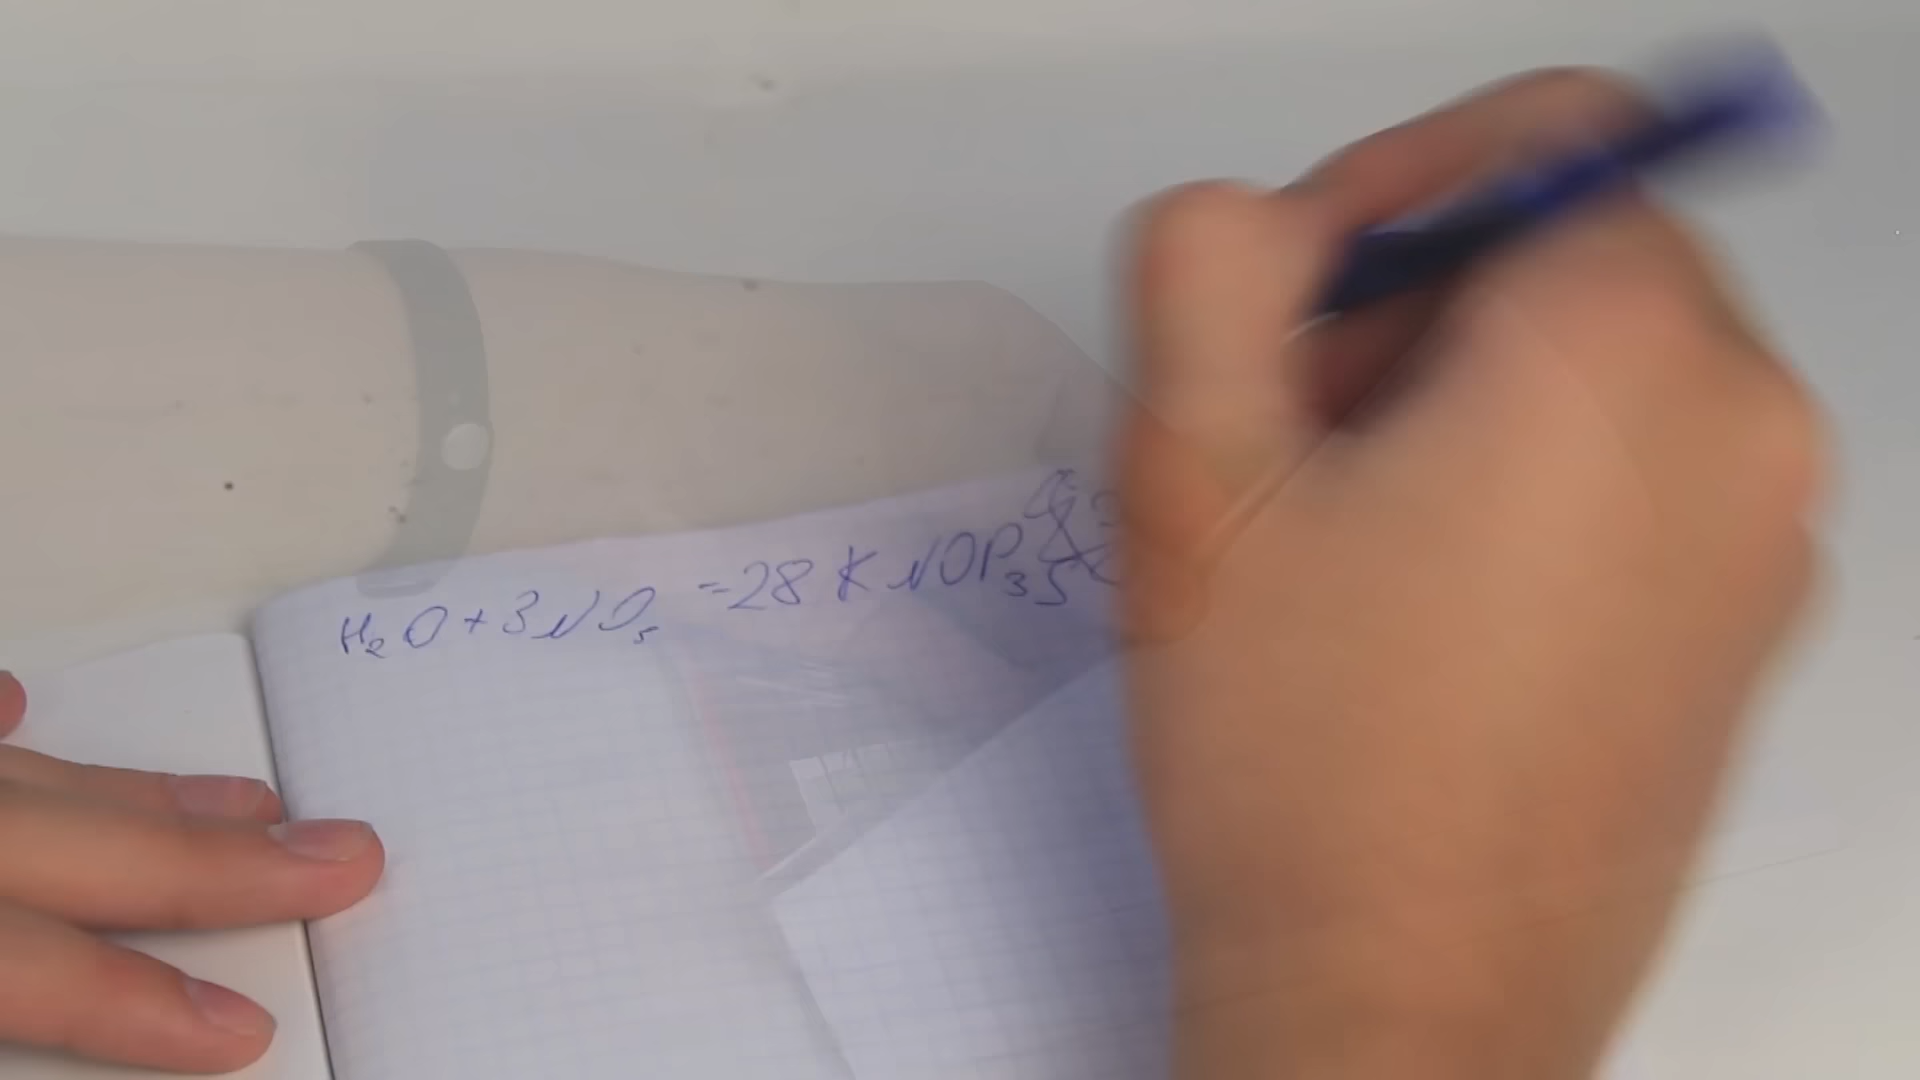 H₂O + 3NO₅ = 28 KNOP₃₅